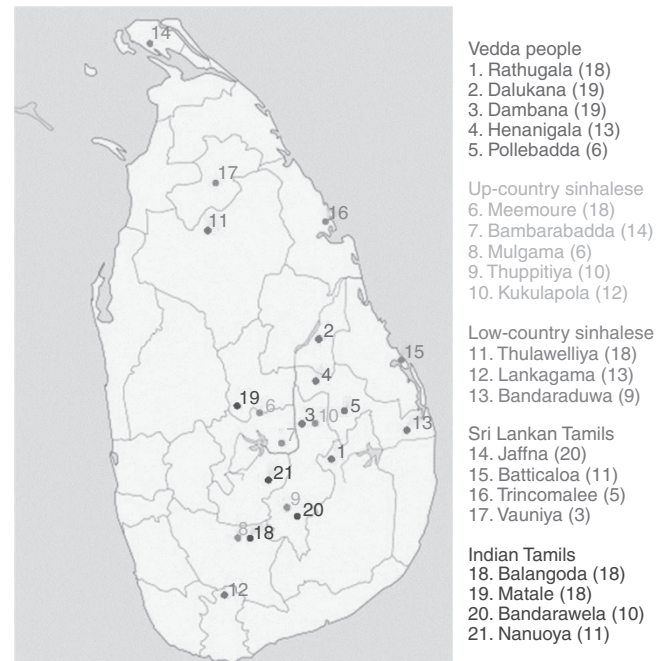 14
17
16
11
2
15
4
19
6
3
10
5
13
7
1
21
9
20
8
18
12
Vedda people
1. Rathugala (18)
2. Dalukana (19)
3. Dambana (19)
4. Henanigala (13)
5. Pollebadda (6)
Up-country sinhalese
6. Meemoure (18)
7. Bambarabadda (14)
8. Mulgama (6)
9. Thuppitiya (10)
10. Kukulapola (12)
Low-country sinhalese
11. Thulawelliya (18)
12. Lankagama (13)
13. Bandaraduwa (9)
Sri Lankan Tamils
14. Jaffna (20)
15. Batticaloa (11)
16. Trincomalee (5)
17. Vauniya (3)
Indian Tamils
18. Balangoda (18)
19. Matale (18)
20. Bandarawela (10)
21. Nanuoya (11)